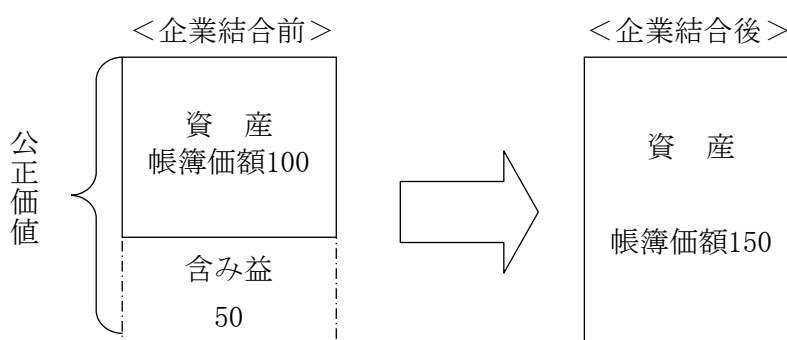 <企業結合前>
資 産
帳簿価額100
含み益
50
公正価値
<企業結合後>
資 産
帳簿価額150